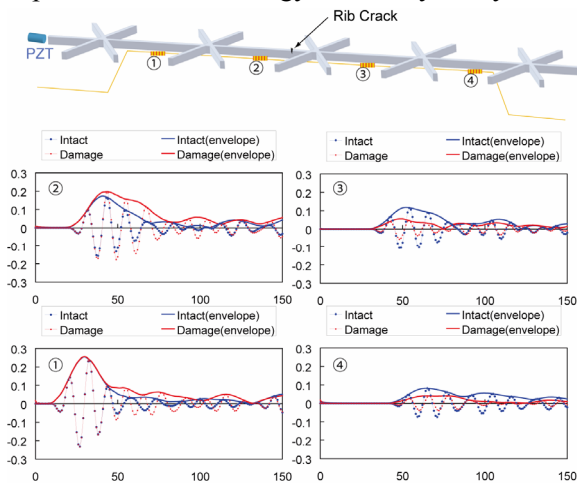 Rib Crack
PZT
① ② ③ ④
Intact Intact(envelope)
Damage Damage(envelope)
②
0.3
0.2
0.1
0
-0.1
-0.2
-0.3
0 50 100 150
Intact Intact(envelope)
Damage Damage(envelope)
③
0.3
0.2
0.1
0
-0.1
-0.2
-0.3
0 50 100 150
Intact Intact(envelope)
Damage Damage(envelope)
①
0.3
0.2
0.1
0
-0.1
-0.2
-0.3
0 50 100 150
Intact Intact(envelope)
Damage Damage(envelope)
④
0.3
0.2
0.1
0
-0.1
-0.2
-0.3
0 50 100 150